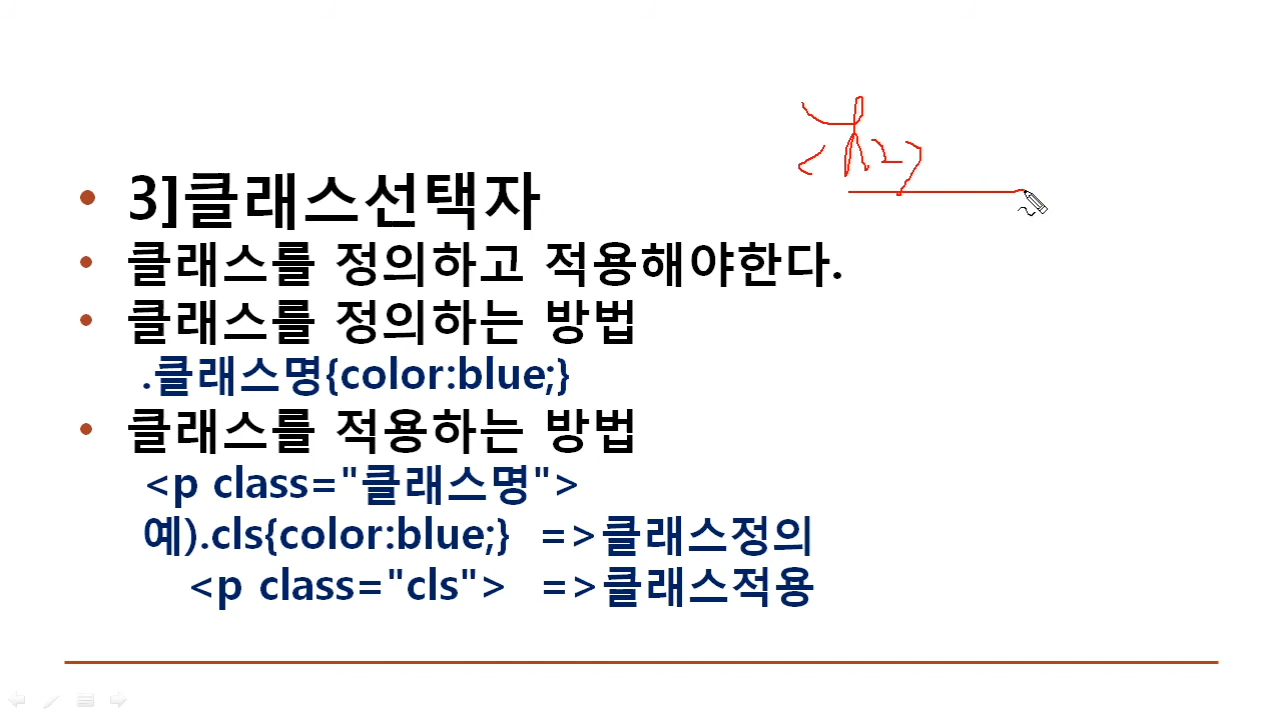 • 3]클래스선택자
• 클래스를 정의하고 적용해야한다.
• 클래스를 정의하는 방법
.클래스명{color:blue;}
• 클래스를 적용하는 방법
<p class="클래스명">
예).cls{color:blue;} =>클래스정의
<p class="cls"> =>클래스적용